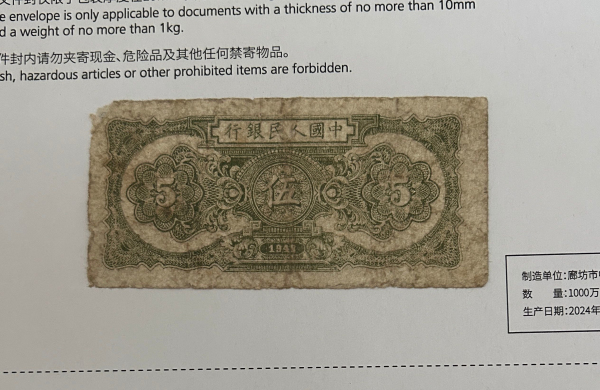 e envelope is only applicable to documents with a thickness of no more than 10mm
d a weight of no more than 1kg.
件封内请勿夹寄现金、危险品及其他任何禁寄物品。
sh, hazardous articles or other prohibited items are forbidden.
中國人民銀行
5 伍 5
制造单位:廊坊市
数 量:1000万
生产日期:2024年